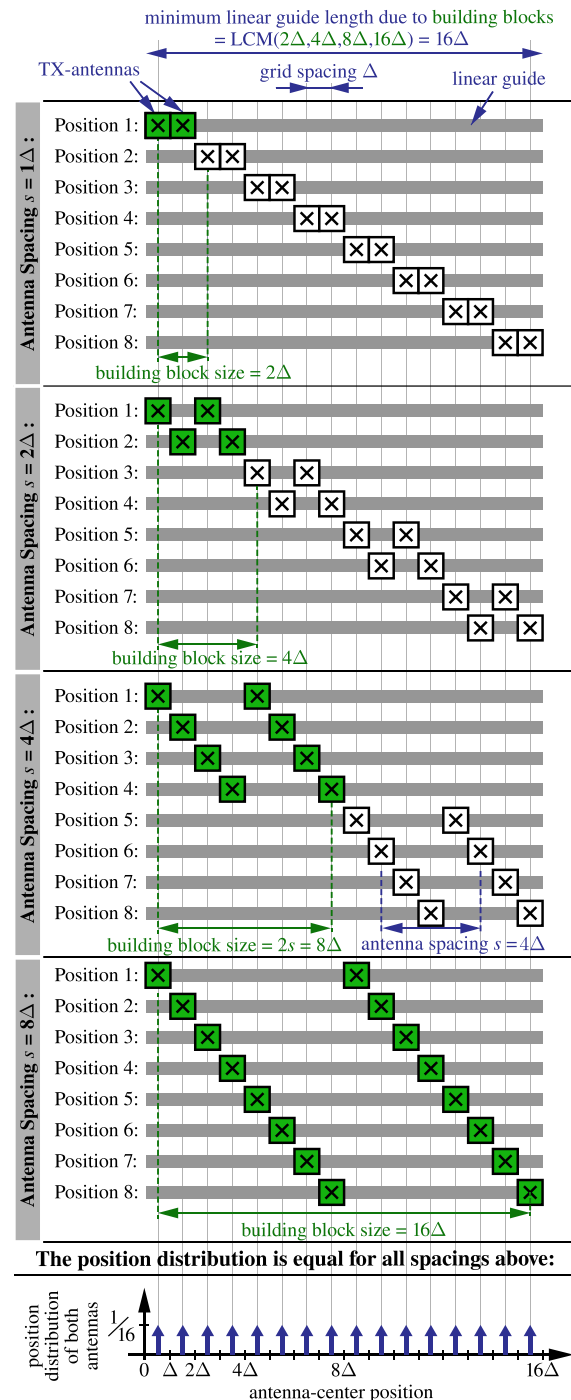 minimum linear guide length due to building blocks
= LCM(2Δ,4Δ,8Δ,16Δ) = 16Δ
TX-antennas
grid spacing Δ
linear guide
Antenna Spacing s = 1Δ:
Position 1:
Position 2:
Position 3:
Position 4:
Position 5:
Position 6:
Position 7:
Position 8:
building block size = 2Δ
Antenna Spacing s = 2Δ:
Position 1:
Position 2:
Position 3:
Position 4:
Position 5:
Position 6:
Position 7:
Position 8:
building block size = 4Δ
Antenna Spacing s = 4Δ:
Position 1:
Position 2:
Position 3:
Position 4:
Position 5:
Position 6:
Position 7:
Position 8:
building block size = 2s = 8Δ
antenna spacing s = 4Δ
Antenna Spacing s = 8Δ:
Position 1:
Position 2:
Position 3:
Position 4:
Position 5:
Position 6:
Position 7:
Position 8:
building block size = 16Δ
The position distribution is equal for all spacings above:
position
distribution
of both
antennas
1/16
0 Δ 2Δ 4Δ 8Δ 16Δ
antenna-center position